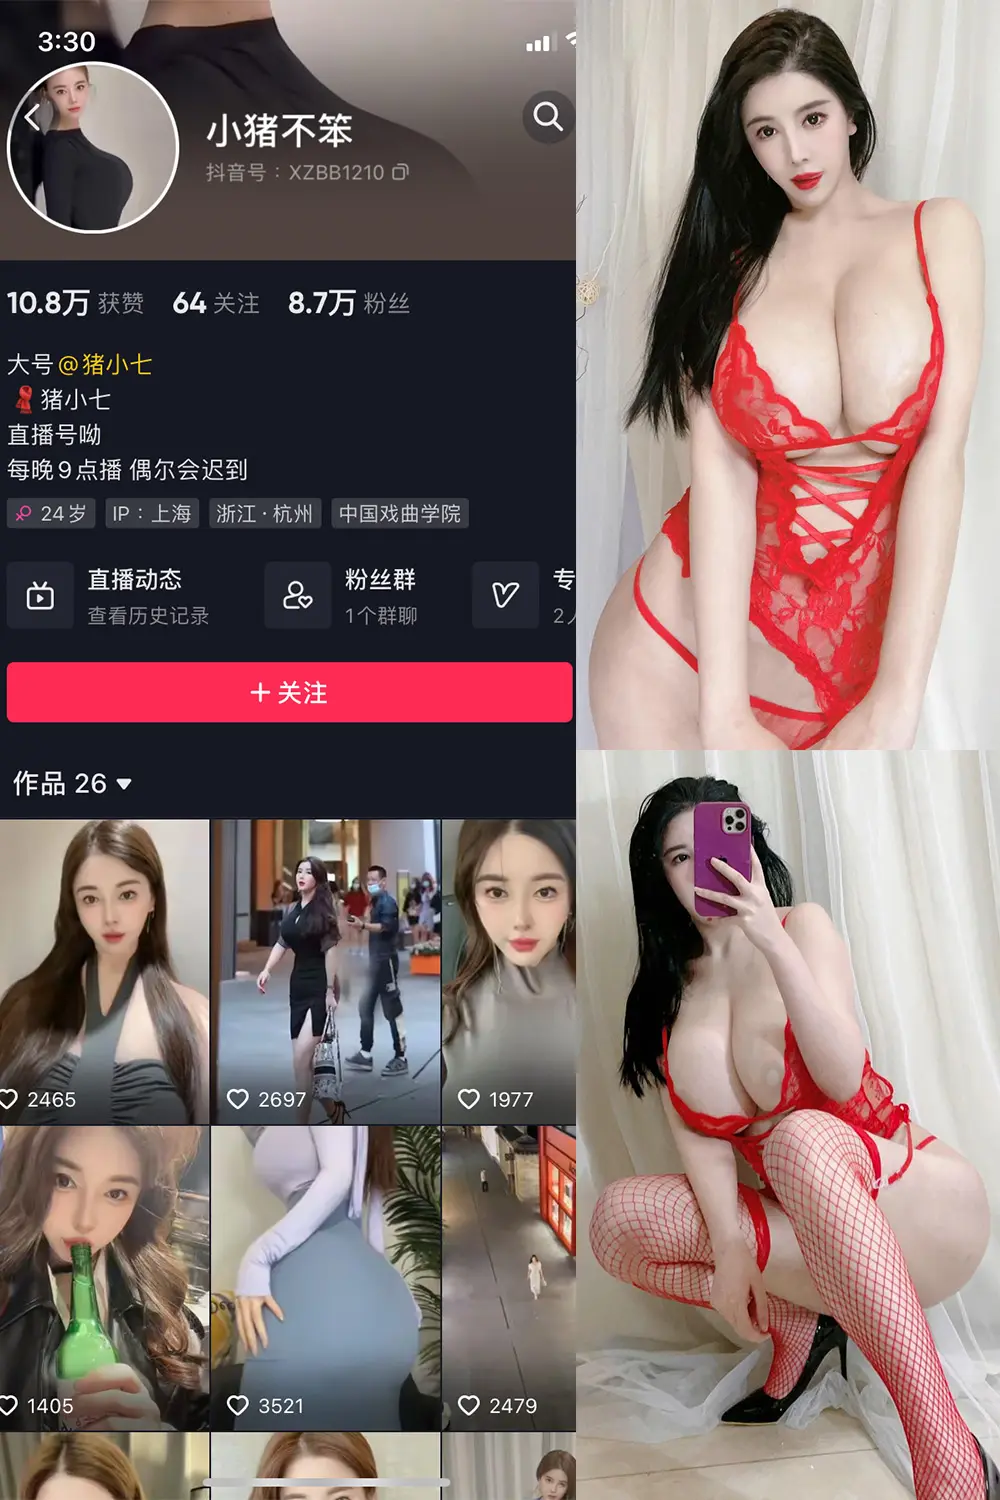 3:30
小猪不笨
抖音号：XZBB1210
10.8万 获赞 64 关注 8.7万 粉丝
大号@猪小七
猪小七
直播号呦
每晚9点播 偶尔会迟到
24岁 IP：上海 浙江·杭州 中国戏曲学院
直播动态 粉丝群 专
查看历史记录 1个群聊 2
+ 关注
作品 26
2465 2697 1977
1405 3521 2479